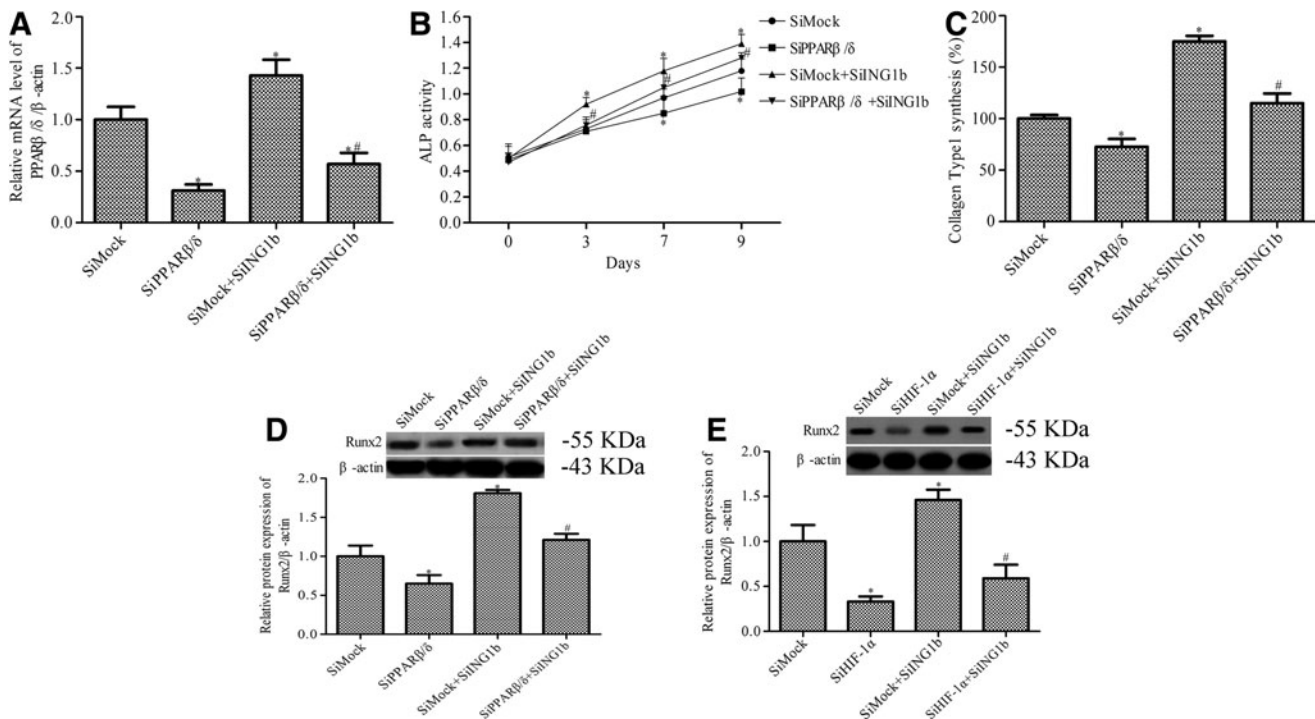 A
Relative mRNA level of
PPARβ/δ/β-actin
1.5
1.0
0.5
0.0
*
*
*#
SiMock
SiPPARβ/δ
SiMock+SiING1b
SiPPARβ/δ+SiING1b
B
ALP activity
1.6
1.4
1.2
1.0
0.8
0.6
0.4
0.2
0.0
*
#
*
#
*
*
#
*
0
3
7
9
Days
SiMock
SiPPARβ/δ
SiMock+SiING1b
SiPPARβ/δ +SiING1b
C
Collagen Type I synthesis (%)
200
150
100
50
0
*
*
#
SiMock
SiPPARβ/δ
SiMock+SiING1b
SiPPARβ/δ+SiING1b
D
SiMock
SiPPARβ/δ
SiMock+SiING1b
SiPPARβ/δ+SiING1b
Runx2
-55 KDa
β-actin
-43 KDa
Relative protein expression of
Runx2/β-actin
2.0
1.5
1.0
0.5
0.0
*
*
#
SiMock
SiPPARβ/δ
SiMock+SiING1b
SiPPARβ/δ+SiING1b
E
SiMock
SiHIF-1α
SiMock+SiING1b
SiHIF-1α+SiING1b
Runx2
-55 KDa
β-actin
-43 KDa
Relative protein expression of
Runx2/β-actin
2.0
1.5
1.0
0.5
0.0
*
*
#
SiMock
SiHIF-1α
SiMock+SiING1b
SiHIF-1α+SiING1b